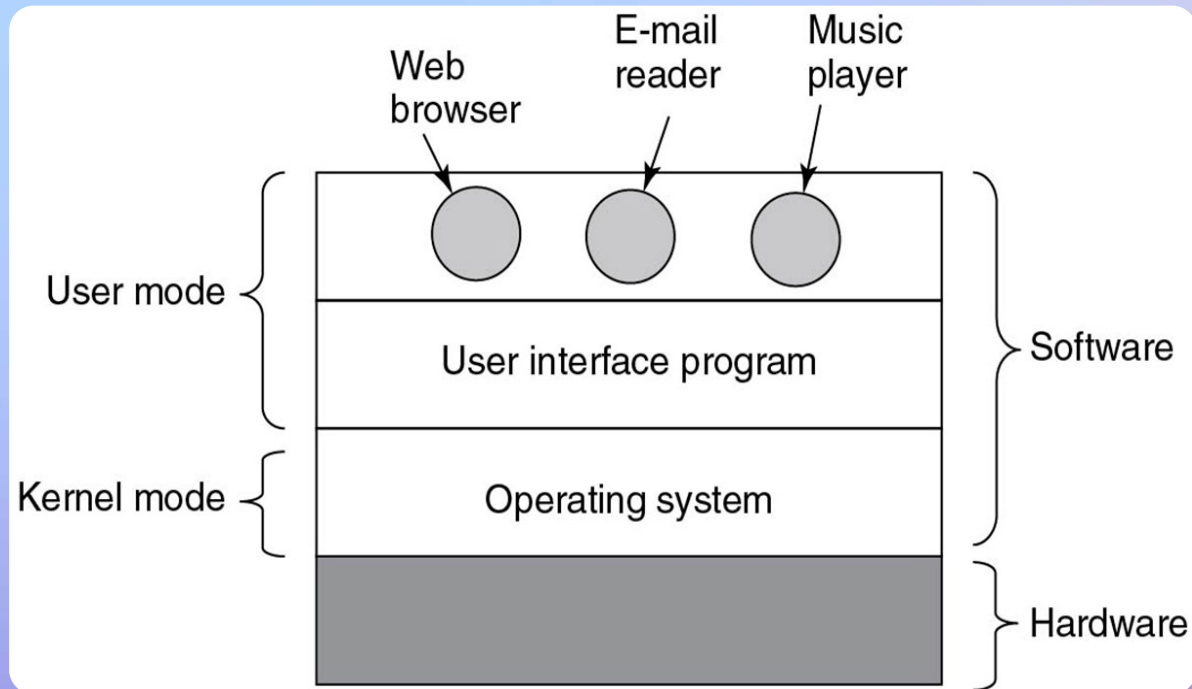 Web
browser
E-mail
reader
Music
player
User mode
User interface program
Software
Kernel mode
Operating system
Hardware